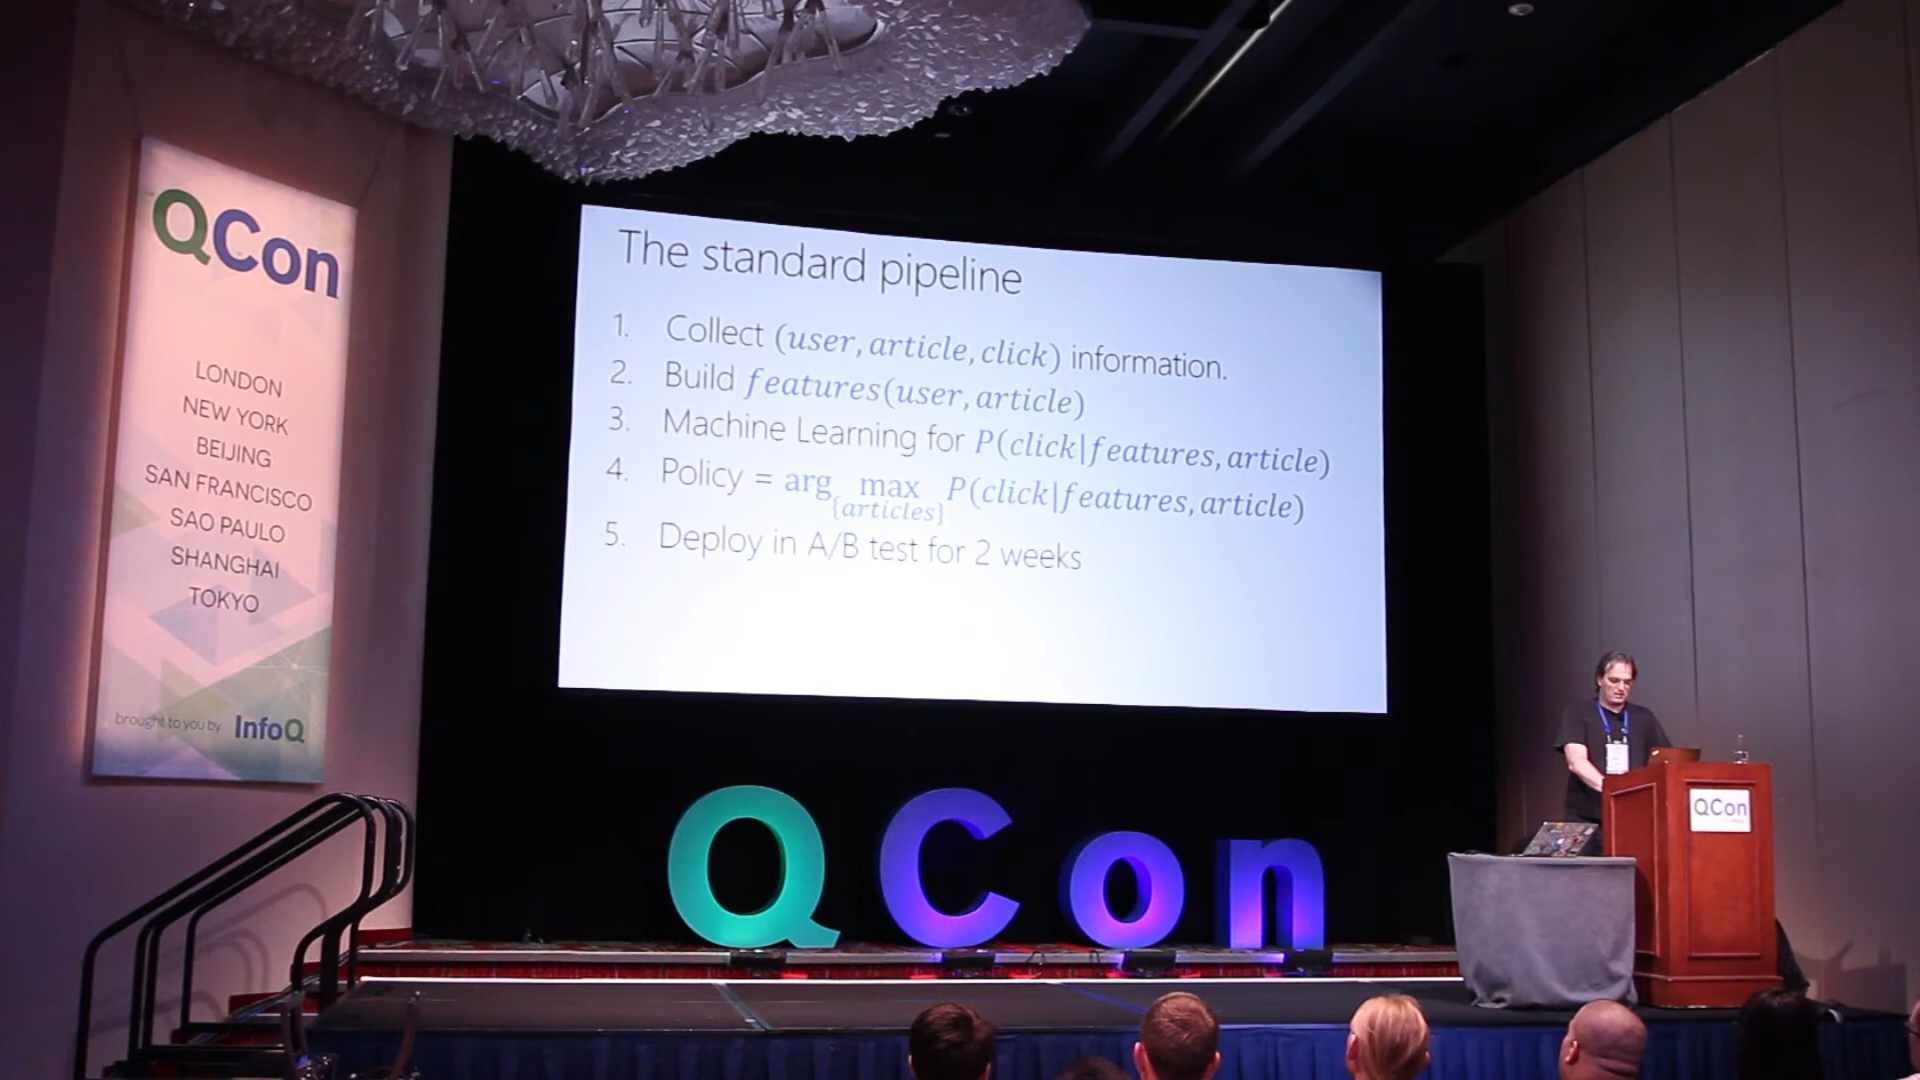 QCon
LONDON
NEW YORK
BEIJING
SAN FRANCISCO
SAO PAULO
SHANGHAI
TOKYO
brought to you by InfoQ
The standard pipeline
1. Collect (user, article, click) information.
2. Build features(user, article)
3. Machine Learning for P(click|features, article)
4. Policy = arg max P(click|features, article)
{articles}
5. Deploy in A/B test for 2 weeks
QCon
QCon